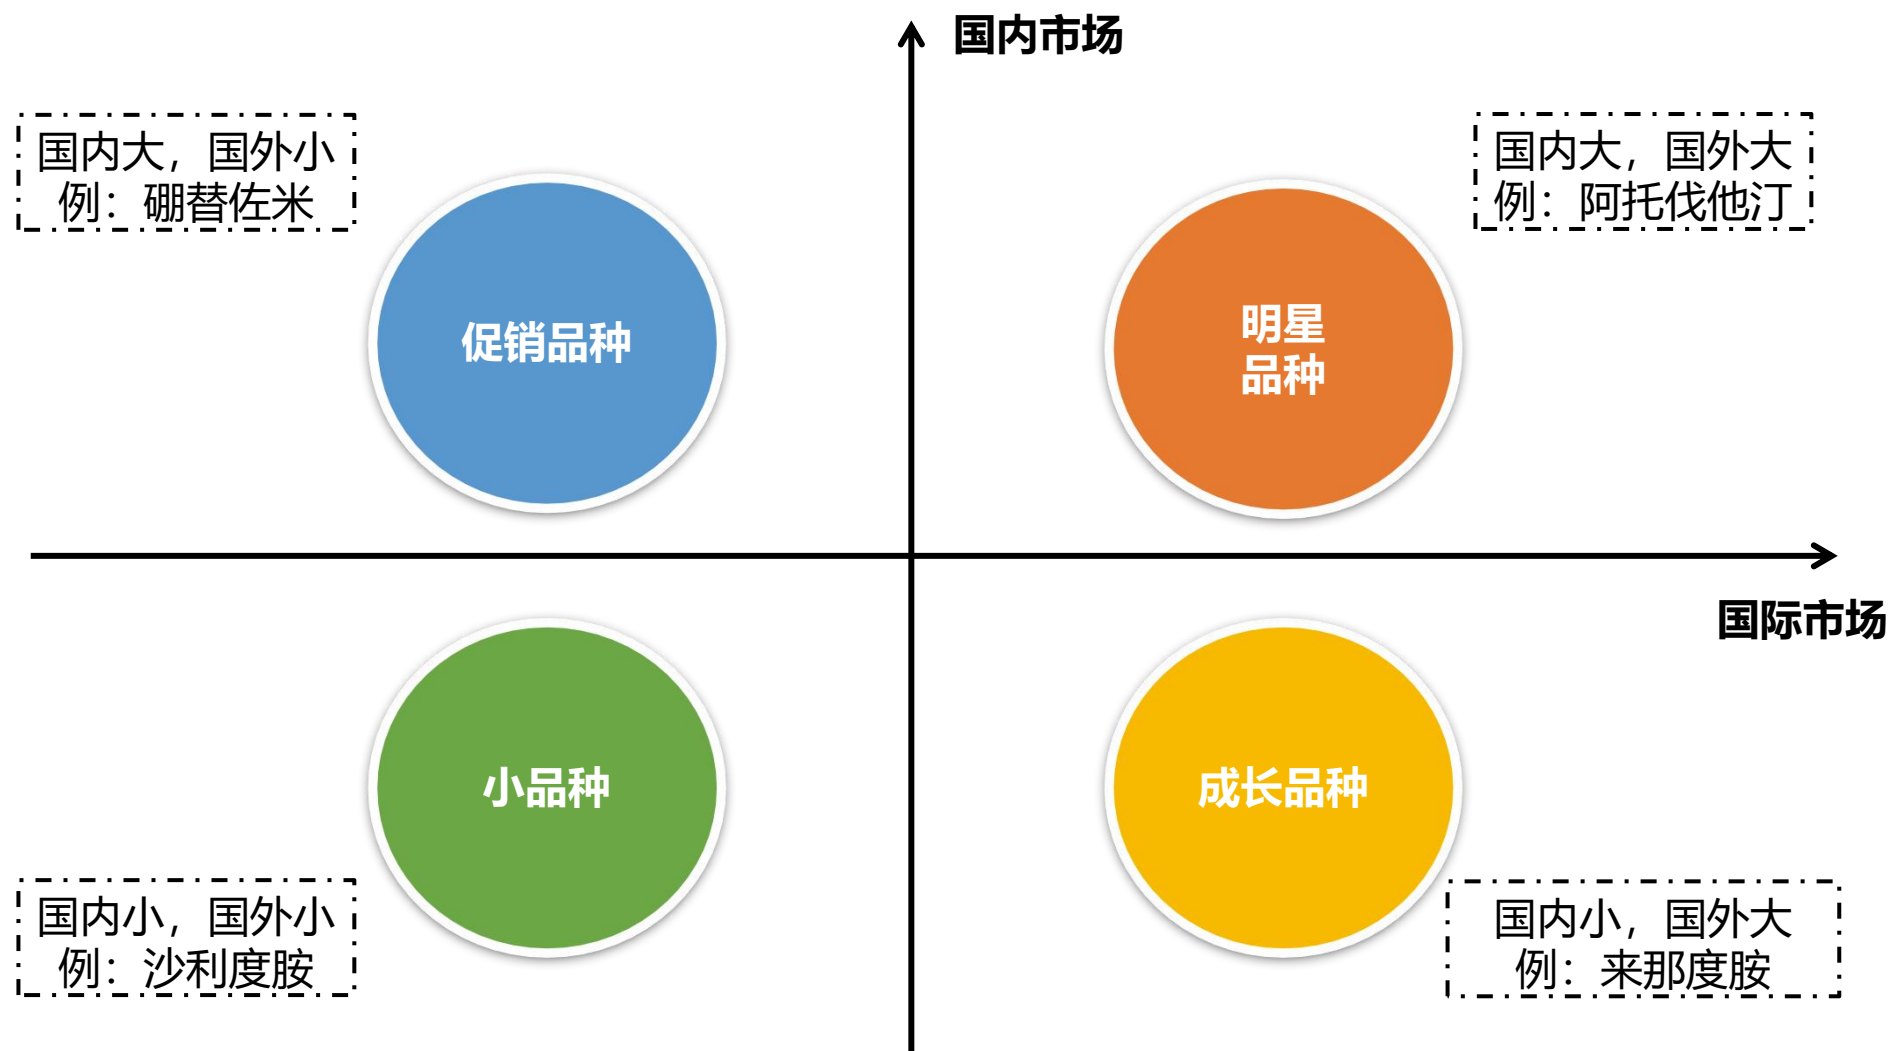 国内市场
国内大，国外小
例：硼替佐米
国内大，国外大
例：阿托伐他汀
促销品种
明星
品种
国际市场
小品种
成长品种
国内小，国外小
例：沙利度胺
国内小，国外大
例：来那度胺